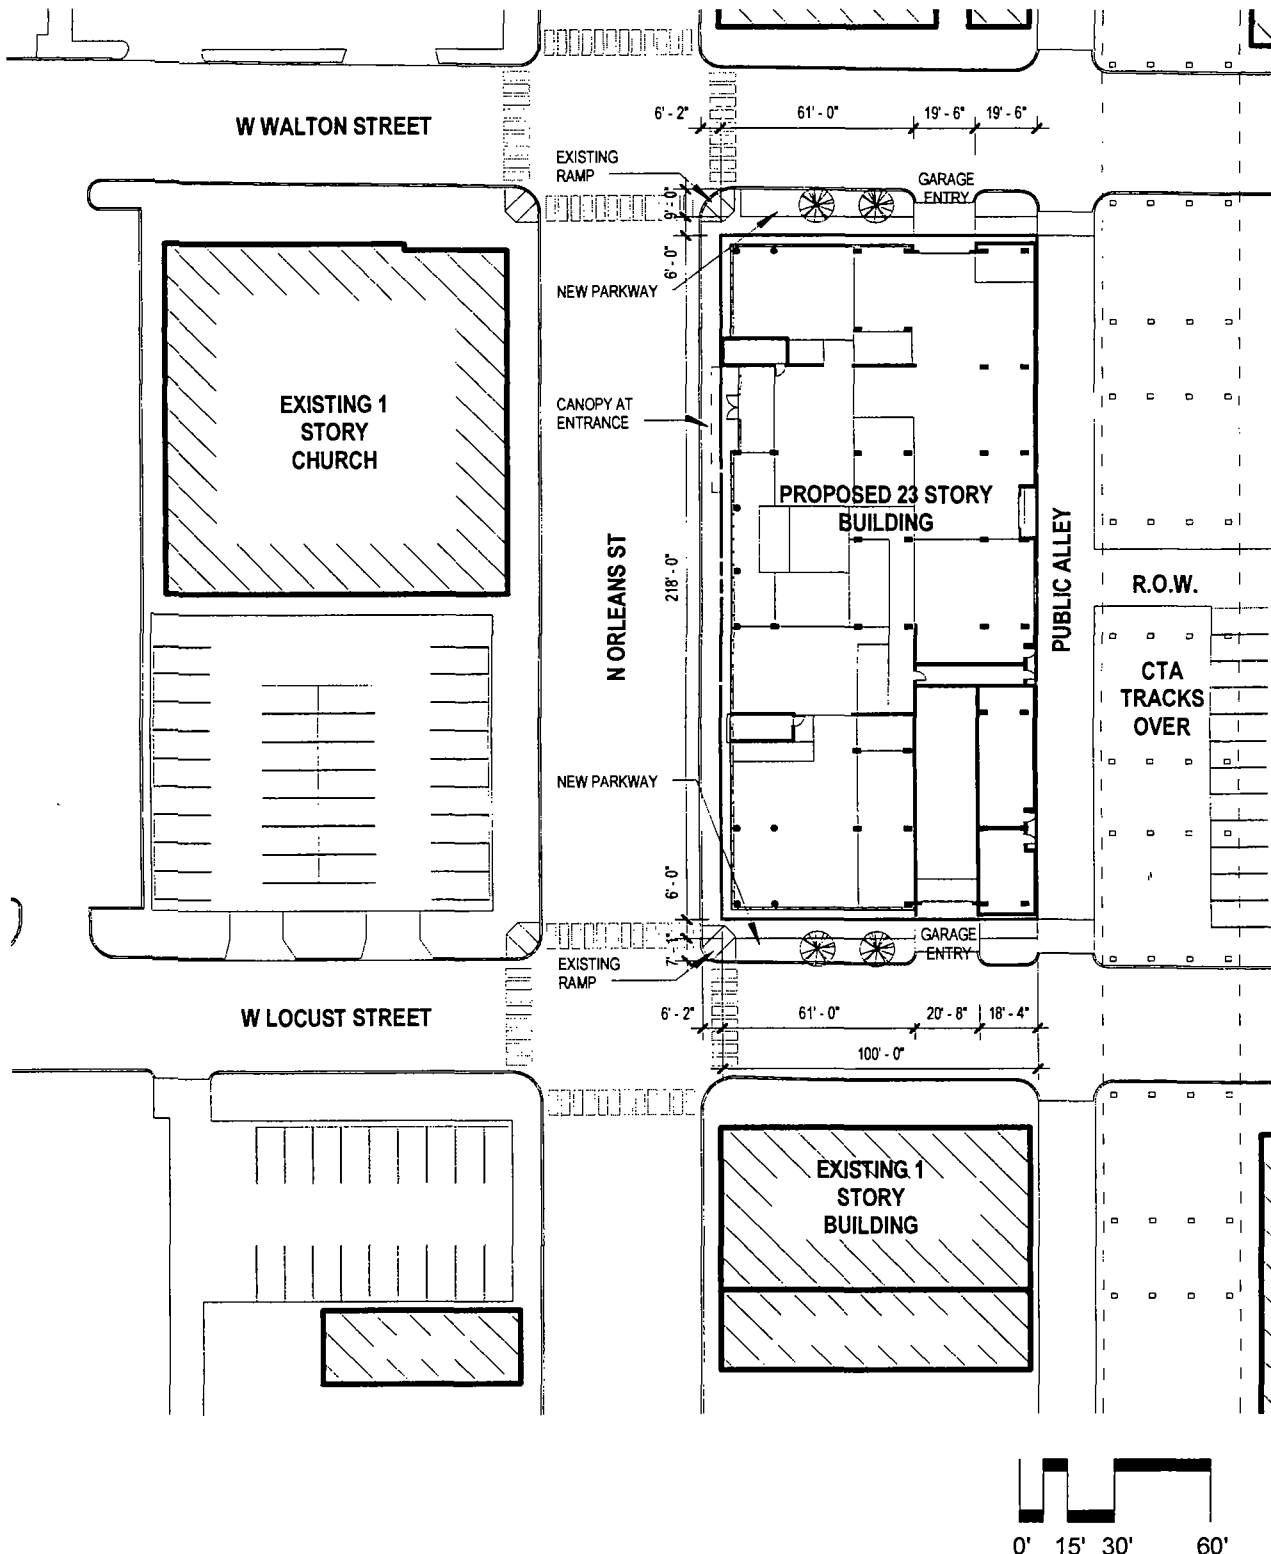 W WALTON STREET
6' - 2"
61' - 0"
19' - 6"
19' - 6"
EXISTING
RAMP
9' - 0"
GARAGE
ENTRY
6' - 0"
NEW PARKWAY
EXISTING 1
STORY
CHURCH
CANOPY AT
ENTRANCE
PROPOSED 23 STORY
BUILDING
N ORLEANS ST
218' - 0"
PUBLIC ALLEY
R.O.W.
CTA
TRACKS
OVER
NEW PARKWAY
6' - 0"
EXISTING
RAMP
GARAGE
ENTRY
W LOCUST STREET
6' - 2"
61' - 0"
20' - 8"
18' - 4"
100' - 0"
EXISTING 1
STORY
BUILDING
0' 15' 30' 60'